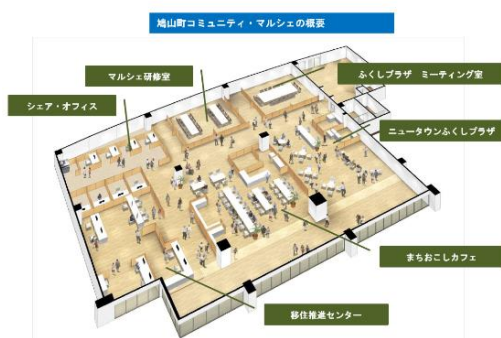 鳩山町コミュニティ・マルシェの概要
マルシェ研修室
ふくしプラザ ミーティング室
シェア・オフィス
ニュータウンふくしプラザ
まちおこしカフェ
移住推進センター